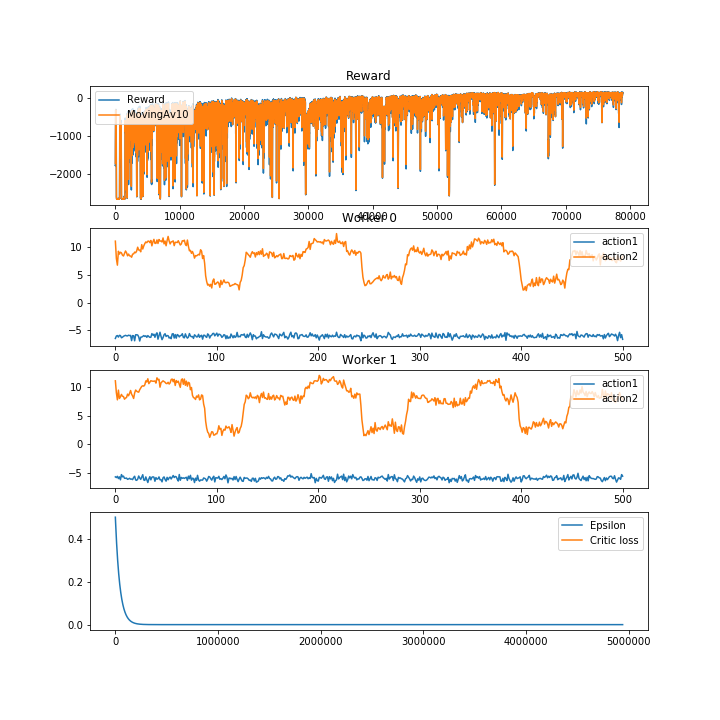 Reward
0
−1000
−2000
Reward
MovingAv10
0 10000 20000 30000 40000 50000 60000 70000 80000
Worker 0
10
5
0
−5
action1
action2
0 100 200 300 400 500
Worker 1
10
5
0
−5
action1
action2
0 100 200 300 400 500
0.4
0.2
0.0
Epsilon
Critic loss
0 1000000 2000000 3000000 4000000 5000000